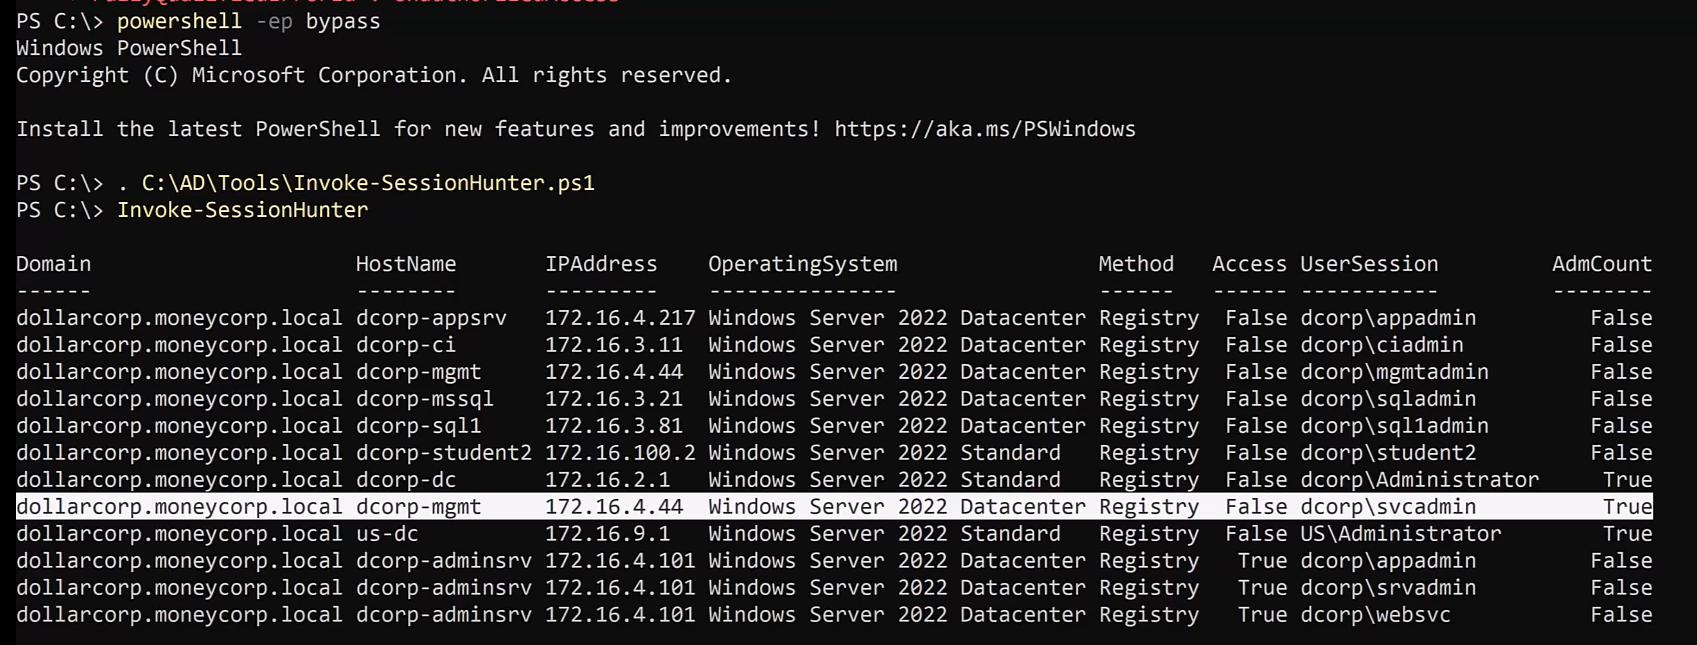 PS C:\> powershell -ep bypass
Windows PowerShell
Copyright (C) Microsoft Corporation. All rights reserved.
Install the latest PowerShell for new features and improvements! https://aka.ms/PSWindows
PS C:\> . C:\AD\Tools\Invoke-SessionHunter.ps1
PS C:\> Invoke-SessionHunter
Domain HostName IPAddress OperatingSystem Method Access UserSession AdmCount
------ -------- --------- --------------- ------ ------ ----------- --------
dollarcorp.moneycorp.local dcorp-appsrv 172.16.4.217 Windows Server 2022 Datacenter Registry False dcorp\appadmin False
dollarcorp.moneycorp.local dcorp-ci 172.16.3.11 Windows Server 2022 Datacenter Registry False dcorp\ciadmin False
dollarcorp.moneycorp.local dcorp-mgmt 172.16.4.44 Windows Server 2022 Datacenter Registry False dcorp\mgmtadmin False
dollarcorp.moneycorp.local dcorp-mssql 172.16.3.21 Windows Server 2022 Datacenter Registry False dcorp\sqladmin False
dollarcorp.moneycorp.local dcorp-sql1 172.16.3.81 Windows Server 2022 Datacenter Registry False dcorp\sql1admin False
dollarcorp.moneycorp.local dcorp-student2 172.16.100.2 Windows Server 2022 Standard Registry False dcorp\student2 False
dollarcorp.moneycorp.local dcorp-dc 172.16.2.1 Windows Server 2022 Standard Registry False dcorp\Administrator True
dollarcorp.moneycorp.local dcorp-mgmt 172.16.4.44 Windows Server 2022 Datacenter Registry False dcorp\svcadmin True
dollarcorp.moneycorp.local us-dc 172.16.9.1 Windows Server 2022 Standard Registry False US\Administrator True
dollarcorp.moneycorp.local dcorp-adminsrv 172.16.4.101 Windows Server 2022 Datacenter Registry True dcorp\appadmin False
dollarcorp.moneycorp.local dcorp-adminsrv 172.16.4.101 Windows Server 2022 Datacenter Registry True dcorp\srvadmin False
dollarcorp.moneycorp.local dcorp-adminsrv 172.16.4.101 Windows Server 2022 Datacenter Registry True dcorp\websvc False